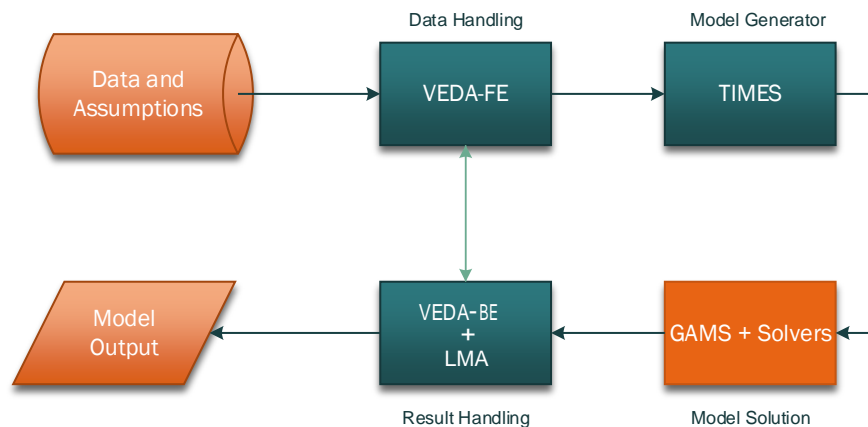 Data Handling
Model Generator
Data and
Assumptions
VEDA-FE
TIMES
Model
Output
VEDA-BE
+
LMA
GAMS + Solvers
Result Handling
Model Solution